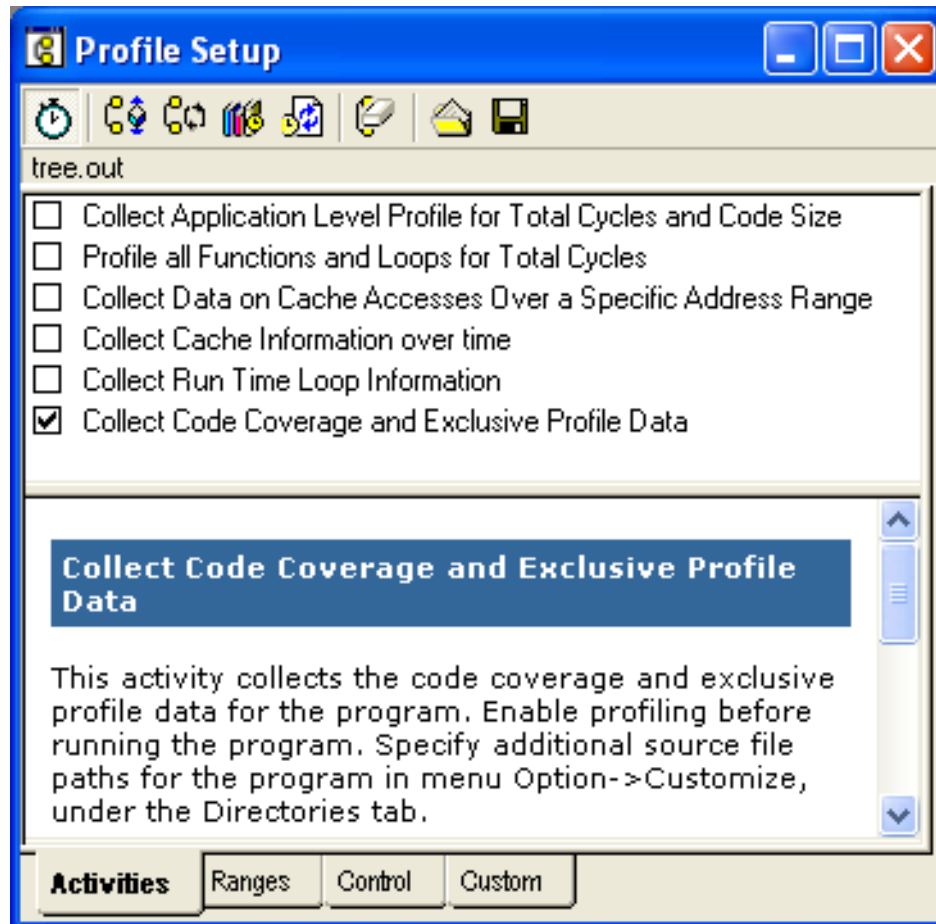 Profile Setup
tree.out
Collect Application Level Profile for Total Cycles and Code Size
Profile all Functions and Loops for Total Cycles
Collect Data on Cache Accesses Over a Specific Address Range
Collect Cache Information over time
Collect Run Time Loop Information
Collect Code Coverage and Exclusive Profile Data
Collect Code Coverage and Exclusive Profile
Data
This activity collects the code coverage and exclusive
profile data for the program. Enable profiling before
running the program. Specify additional source file
paths for the program in menu Option->Customize,
under the Directories tab.
Activities Ranges Control Custom